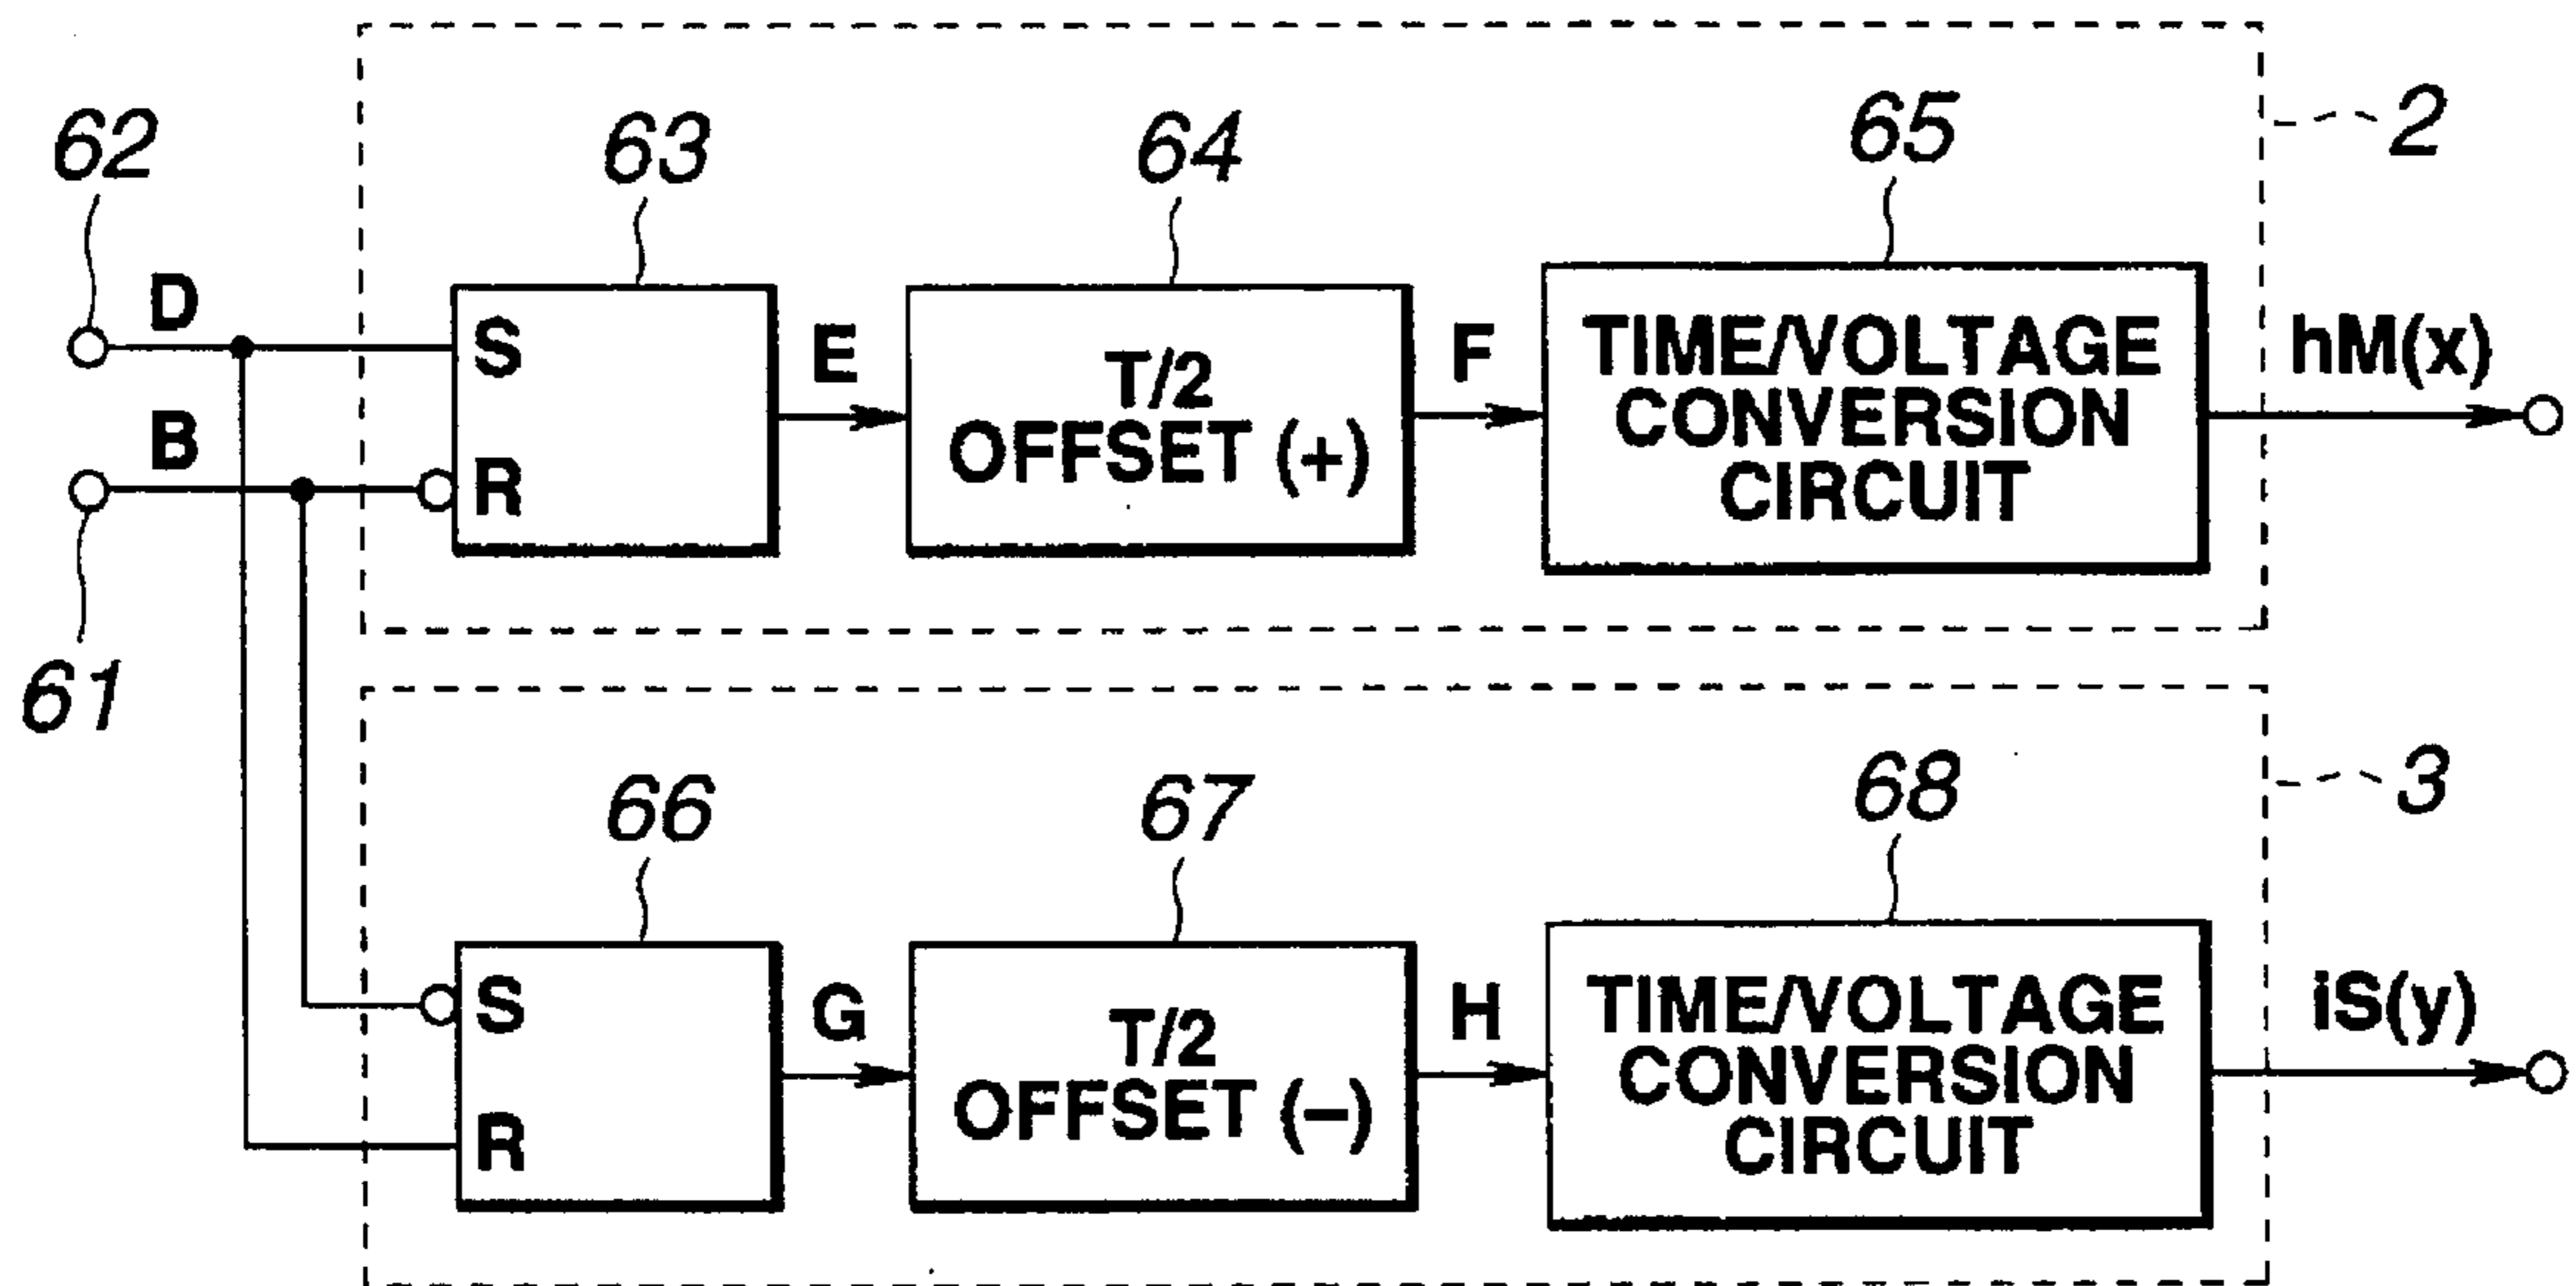 62
63
64
65
2
D
S
E
T/2
OFFSET (+)
F
TIME/VOLTAGE
CONVERSION
CIRCUIT
hM(x)
B
R
61
66
67
68
3
S
G
T/2
OFFSET (–)
H
TIME/VOLTAGE
CONVERSION
CIRCUIT
iS(y)
R